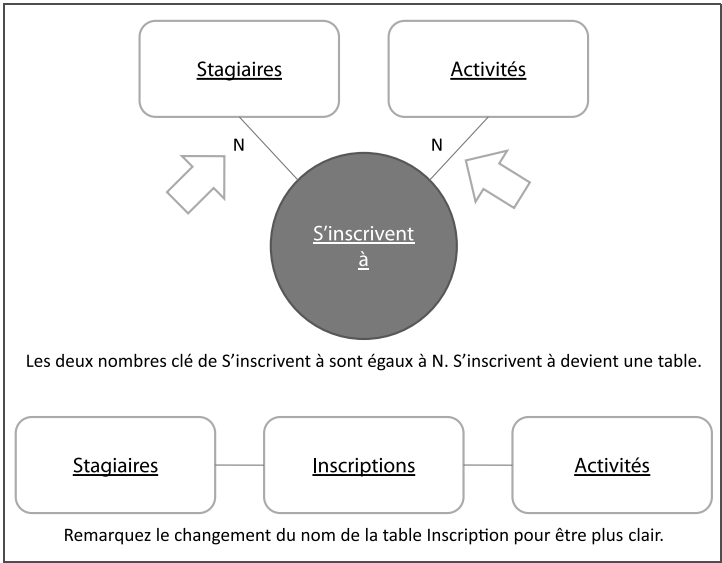 Stagiaires
Activités
N
N
S'inscrivent
à
Les deux nombres clé de S'inscrivent à sont égaux à N. S'inscrivent à devient une table.
Stagiaires
Inscriptions
Activités
Remarquez le changement du nom de la table Inscription pour être plus clair.